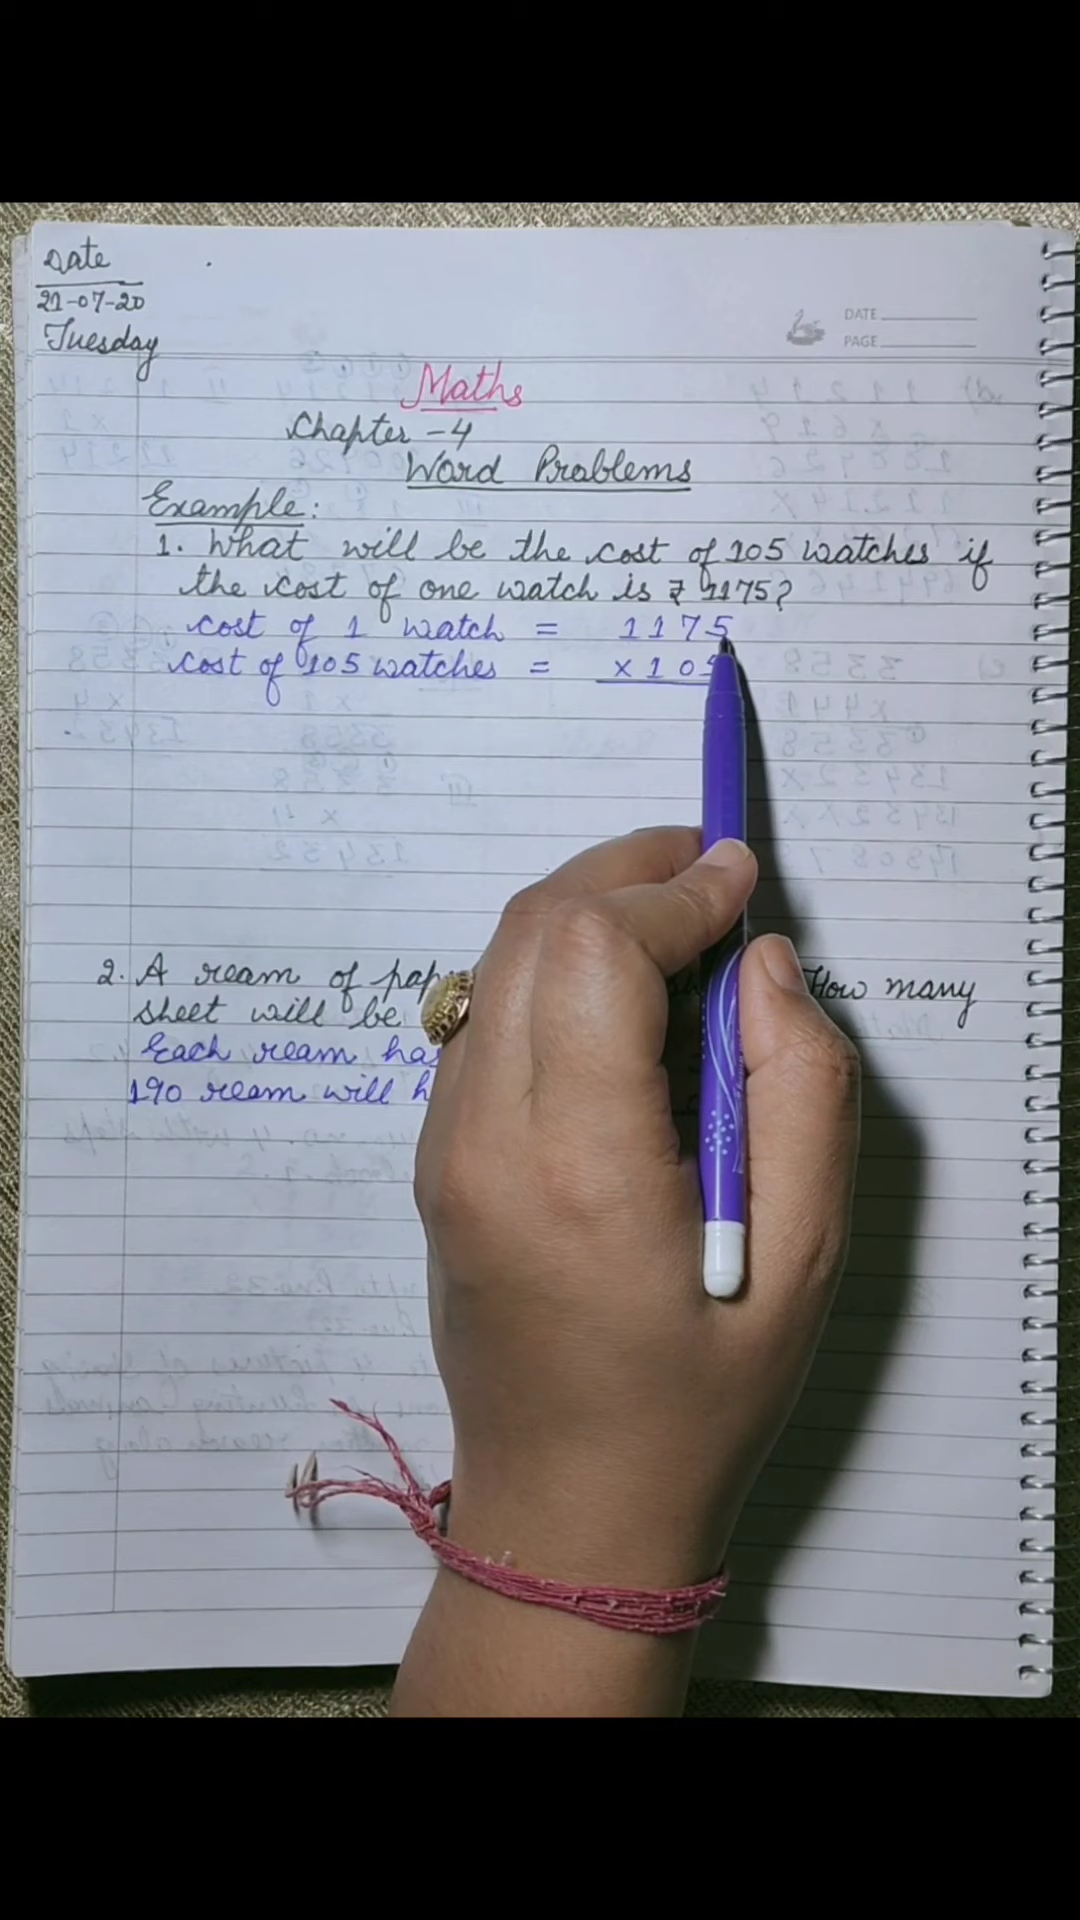 Date
21-07-20
Tuesday
DATE
PAGE
Maths
Chapter -4
Word Problems
Example:
1. What will be the cost of 105 watches if
the cost of one watch is ₹ 1175?
cost of 1 watch = 1175
cost of 105 watches = ×105
2. A ream of How many
sheet will be
Each ream has
190 ream will